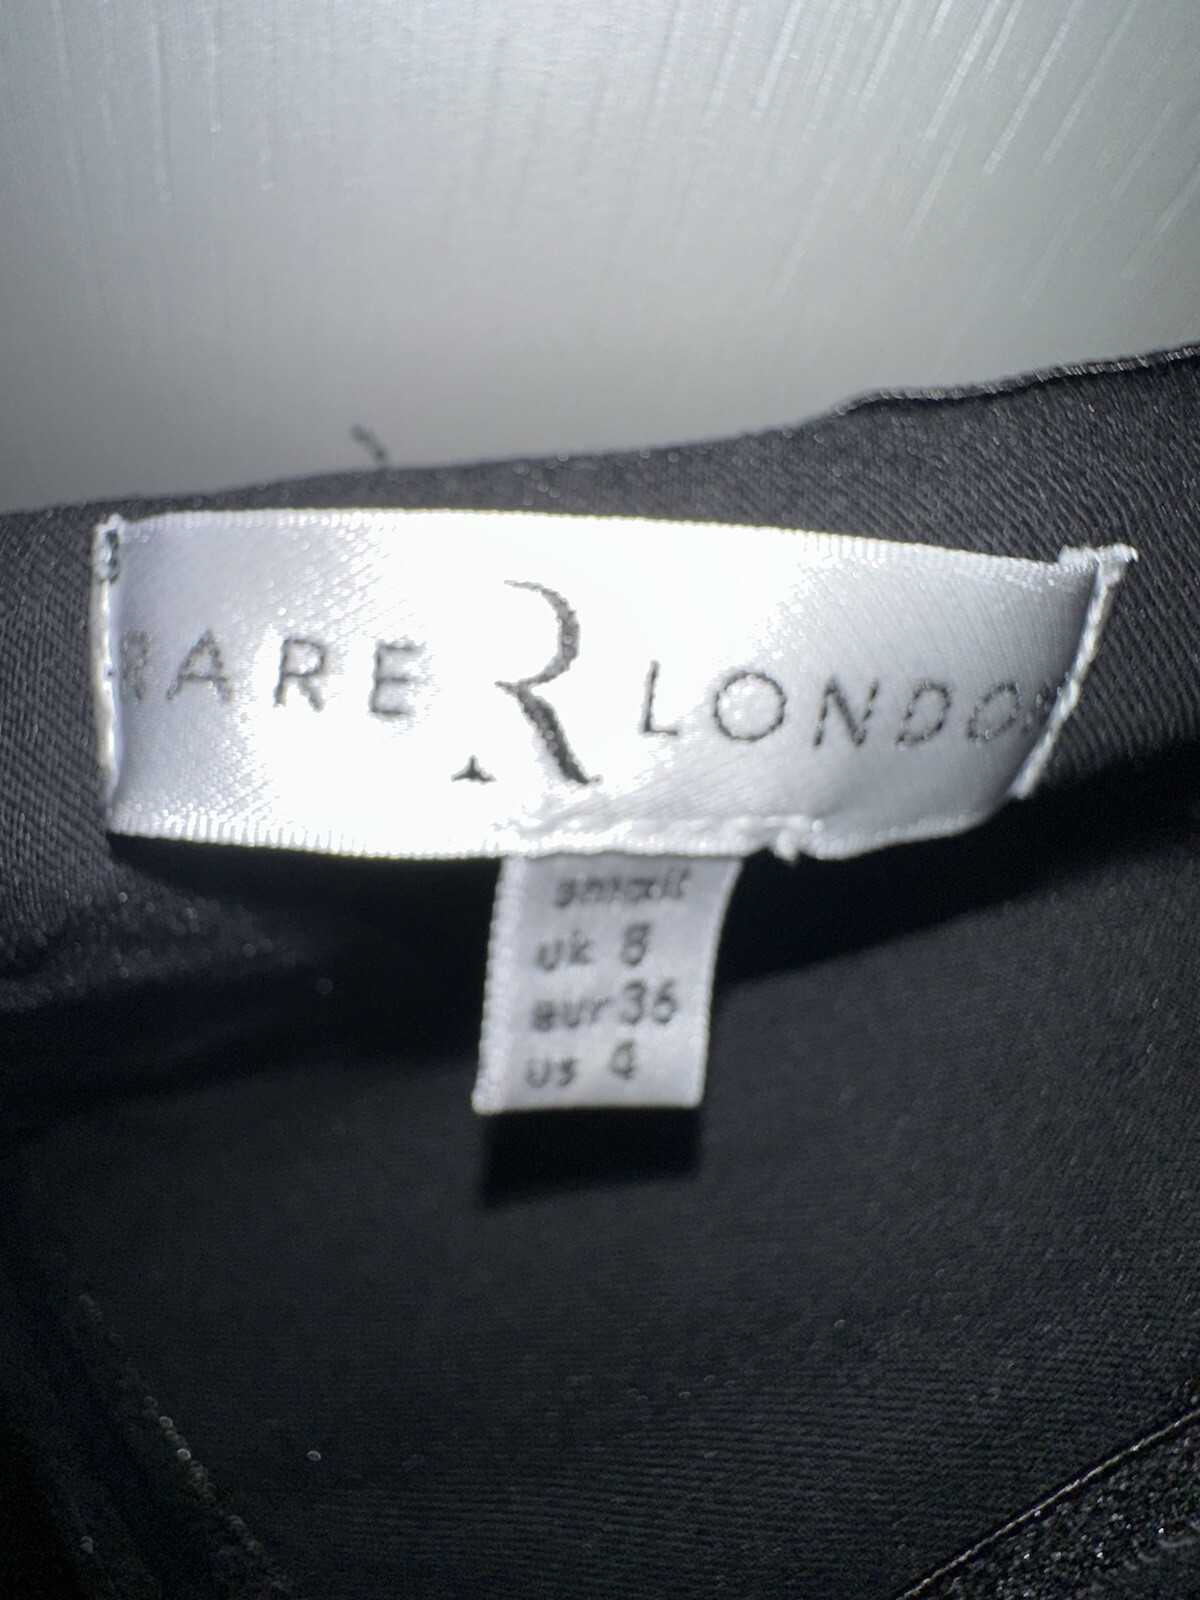 RARE R LONDON
small
uk 8
eur 36
us 4